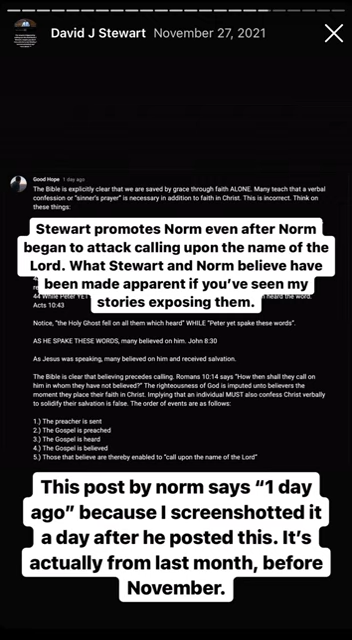 David J Stewart November 27, 2021
Good Hope 1 day ago
The Bible is explicitly clear that we are saved by grace through faith ALONE. Many teach that a verbal
confession or "sinner's prayer" is necessary in addition to faith in Christ. This is incorrect. Think on
these things:
Stewart promotes Norm even after Norm
began to attack calling upon the name of the
Lord. What Stewart and Norm believe have
been made apparent if you've seen my
stories exposing them.
44 While Peter YET heard the word.
Acts 10:43
Notice, "the Holy Ghost fell on all them which heard" WHILE "Peter yet spake these words".
AS HE SPAKE THESE WORDS, many believed on him. John 8:30
As Jesus was speaking, many believed on him and received salvation.
The Bible is clear that believing precedes calling. Romans 10:14 says "How then shall they call on
him in whom they have not believed?" The righteousness of God is imputed unto believers the
moment they place their faith in Christ. Implying that an individual MUST also confess Christ verbally
to solidify their salvation is false. The order of events are as follows:
1.) The preacher is sent
2.) The Gospel is preached
3.) The Gospel is heard
4.) The Gospel is believed
5.) Those that believe are thereby enabled to "call upon the name of the Lord"
This post by norm says "1 day
ago" because I screenshotted it
a day after he posted this. It's
actually from last month, before
November.